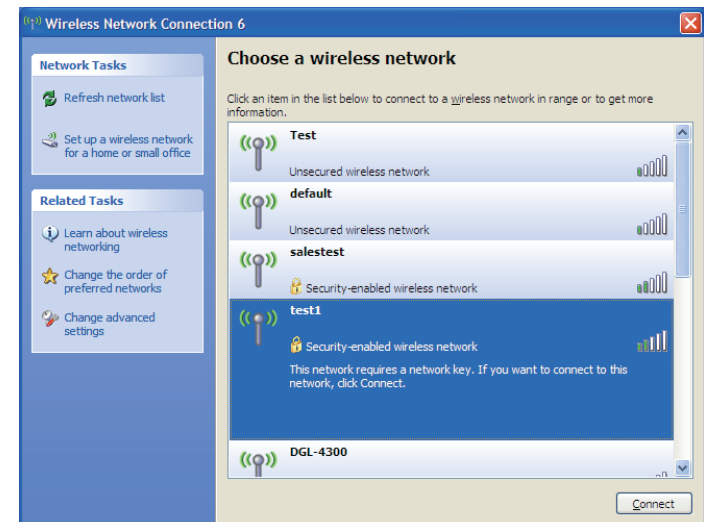 Wireless Network Connection 6
Network Tasks
Refresh network list
Set up a wireless network
for a home or small office
Related Tasks
Learn about wireless
networking
Change the order of
preferred networks
Change advanced
settings
Choose a wireless network
Click an item in the list below to connect to a wireless network in range or to get more
information.
Test
Unsecured wireless network
default
Unsecured wireless network
salestest
Security-enabled wireless network
test1
Security-enabled wireless network
This network requires a network key. If you want to connect to this
network, click Connect.
DGL-4300
Connect